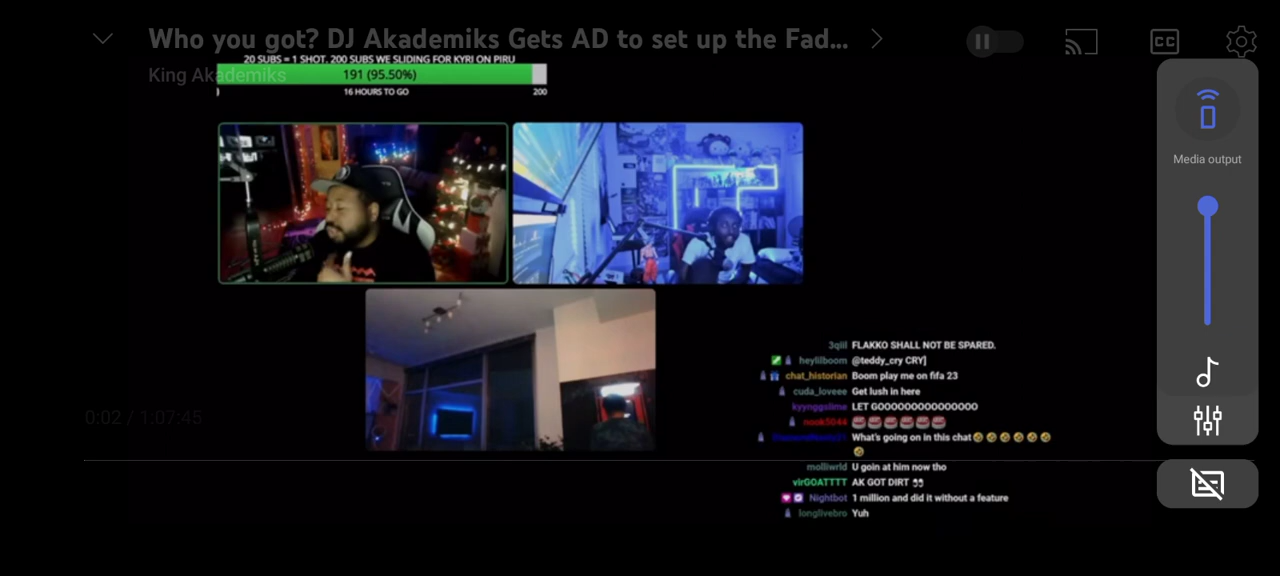 Who you got? DJ Akademiks Gets AD to set up the Fad...
CC
20 SUBS = 1 SHOT. 200 SUBS WE SLIDING FOR KYRI ON PIRU
King Akademiks
191 (95.50%)
16 HOURS TO GO
200
Media output
3qiil FLAKKO SHALL NOT BE SPARED.
heylilboom @teddy_cry CRY]
chat_historian Boom play me on fifa 23
cuda_loveee Get lush in here
kyynggslime LET GOOOOOOOOOOOOOO
nook5044
What's going on in this chat
0:02 / 1:07:45
molliwrld U goin at him now tho
virGOATTTT AK GOT DIRT
Nightbot 1 million and did it without a feature
longlivebro Yuh